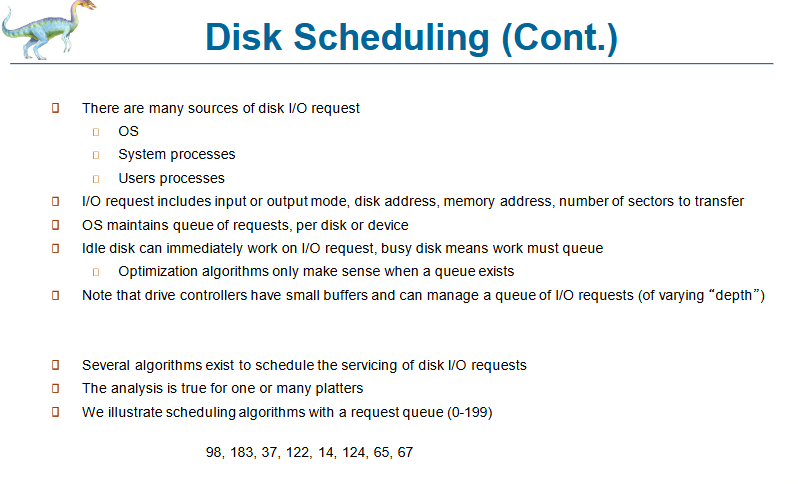 Disk Scheduling (Cont.)
There are many sources of disk I/O request
OS
System processes
Users processes
I/O request includes input or output mode, disk address, memory address, number of sectors to transfer
OS maintains queue of requests, per disk or device
Idle disk can immediately work on I/O request, busy disk means work must queue
Optimization algorithms only make sense when a queue exists
Note that drive controllers have small buffers and can manage a queue of I/O requests (of varying “depth”)
Several algorithms exist to schedule the servicing of disk I/O requests
The analysis is true for one or many platters
We illustrate scheduling algorithms with a request queue (0-199)
98, 183, 37, 122, 14, 124, 65, 67